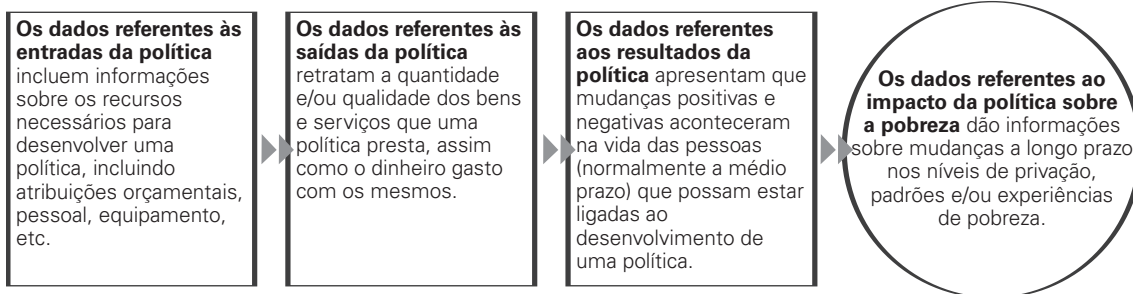 Os dados referentes às
entradas da política
incluem informações
sobre os recursos
necessários para
desenvolver uma
política, incluindo
atribuições orçamentais,
pessoal, equipamento,
etc.
Os dados referentes às
saídas da política
retratam a quantidade
e/ou qualidade dos bens
e serviços que uma
política presta, assim
como o dinheiro gasto
com os mesmos.
Os dados referentes
aos resultados da
política apresentam que
mudanças positivas e
negativas aconteceram
na vida das pessoas
(normalmente a médio
prazo) que possam estar
ligadas ao
desenvolvimento de
uma política.
Os dados referentes ao
impacto da política sobre
a pobreza dão informações
sobre mudanças a longo prazo
nos níveis de privação,
padrões e/ou experiências
de pobreza.